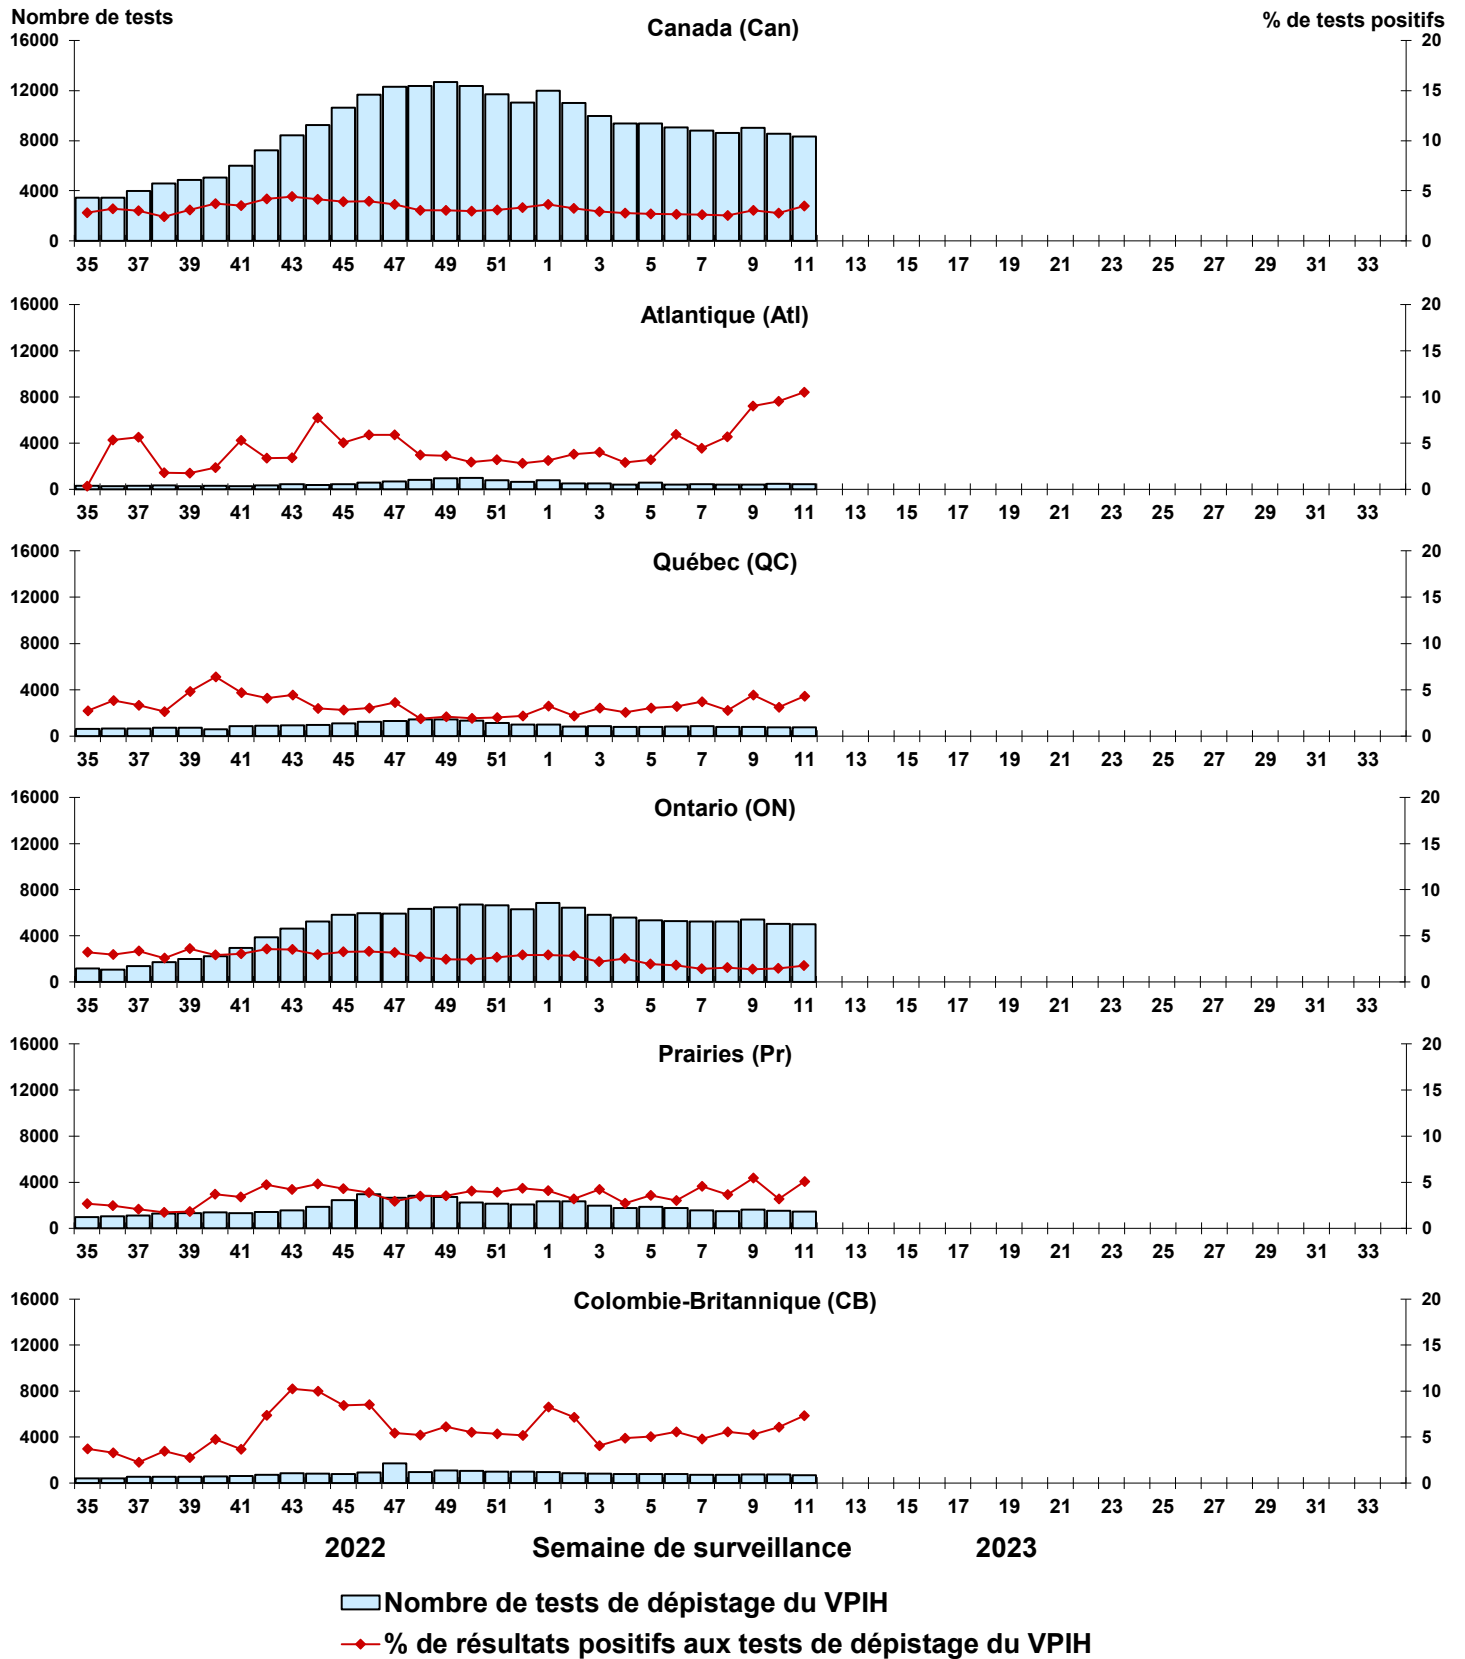 Nombre de tests
% de tests positifs
Canada (Can)
16000 20
12000 15
8000 10
4000 5
0 0
35 37 39 41 43 45 47 49 51 1 3 5 7 9 11 13 15 17 19 21 23 25 27 29 31 33
Atlantique (Atl)
16000 20
12000 15
8000 10
4000 5
0 0
35 37 39 41 43 45 47 49 51 1 3 5 7 9 11 13 15 17 19 21 23 25 27 29 31 33
Québec (QC)
16000 20
12000 15
8000 10
4000 5
0 0
35 37 39 41 43 45 47 49 51 1 3 5 7 9 11 13 15 17 19 21 23 25 27 29 31 33
Ontario (ON)
16000 20
12000 15
8000 10
4000 5
0 0
35 37 39 41 43 45 47 49 51 1 3 5 7 9 11 13 15 17 19 21 23 25 27 29 31 33
Prairies (Pr)
16000 20
12000 15
8000 10
4000 5
0 0
35 37 39 41 43 45 47 49 51 1 3 5 7 9 11 13 15 17 19 21 23 25 27 29 31 33
Colombie-Britannique (CB)
16000 20
12000 15
8000 10
4000 5
0 0
35 37 39 41 43 45 47 49 51 1 3 5 7 9 11 13 15 17 19 21 23 25 27 29 31 33
2022 Semaine de surveillance 2023
Nombre de tests de dépistage du VPIH
% de résultats positifs aux tests de dépistage du VPIH